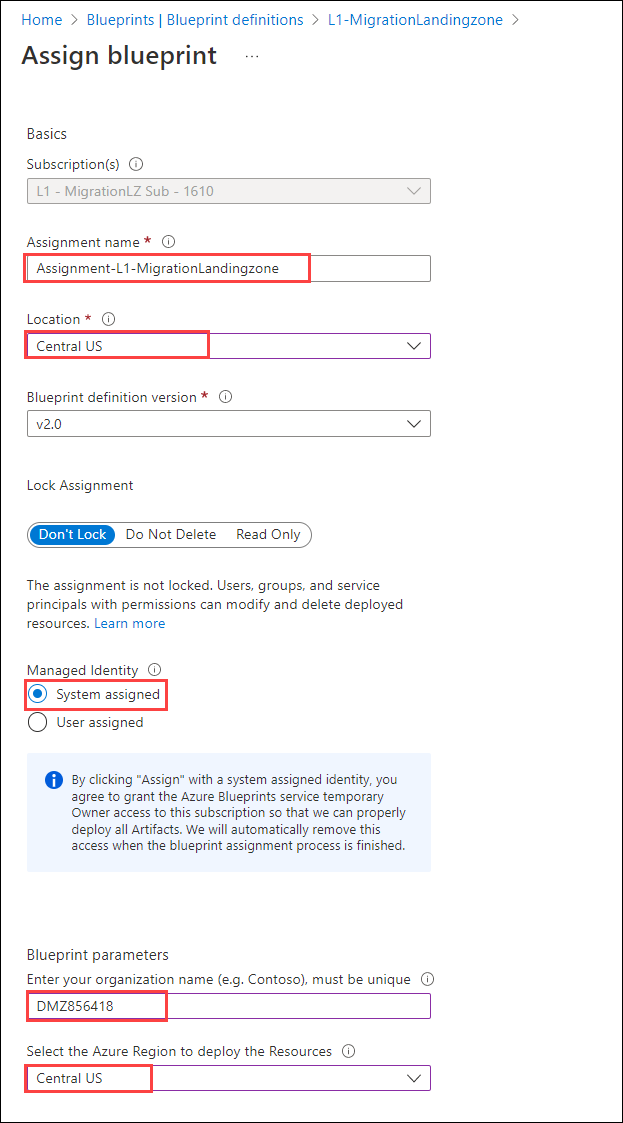 Home > Blueprints | Blueprint definitions > L1-MigrationLandingzone >
Assign blueprint ...
Basics
Subscription(s)
L1 - MigrationLZ Sub - 1610
Assignment name *
Assignment-L1-MigrationLandingzone
Location *
Central US
Blueprint definition version *
v2.0
Lock Assignment
Don't Lock Do Not Delete Read Only
The assignment is not locked. Users, groups, and service
principals with permissions can modify and delete deployed
resources. Learn more
Managed Identity
System assigned
User assigned
By clicking "Assign" with a system assigned identity, you
agree to grant the Azure Blueprints service temporary
Owner access to this subscription so that we can properly
deploy all Artifacts. We will automatically remove this
access when the blueprint assignment process is finished.
Blueprint parameters
Enter your organization name (e.g. Contoso), must be unique
DMZ856418
Select the Azure Region to deploy the Resources
Central US